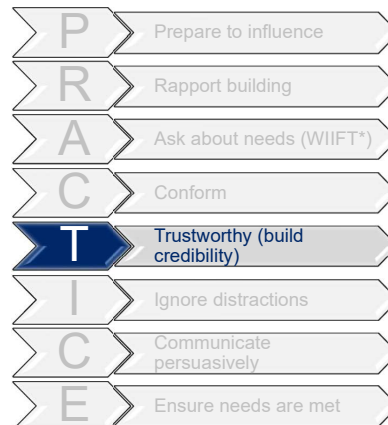 P Prepare to influence
R Rapport building
A Ask about needs (WIIFT*)
C Conform
T Trustworthy (build
credibility)
I Ignore distractions
C Communicate
persuasively
E Ensure needs are met